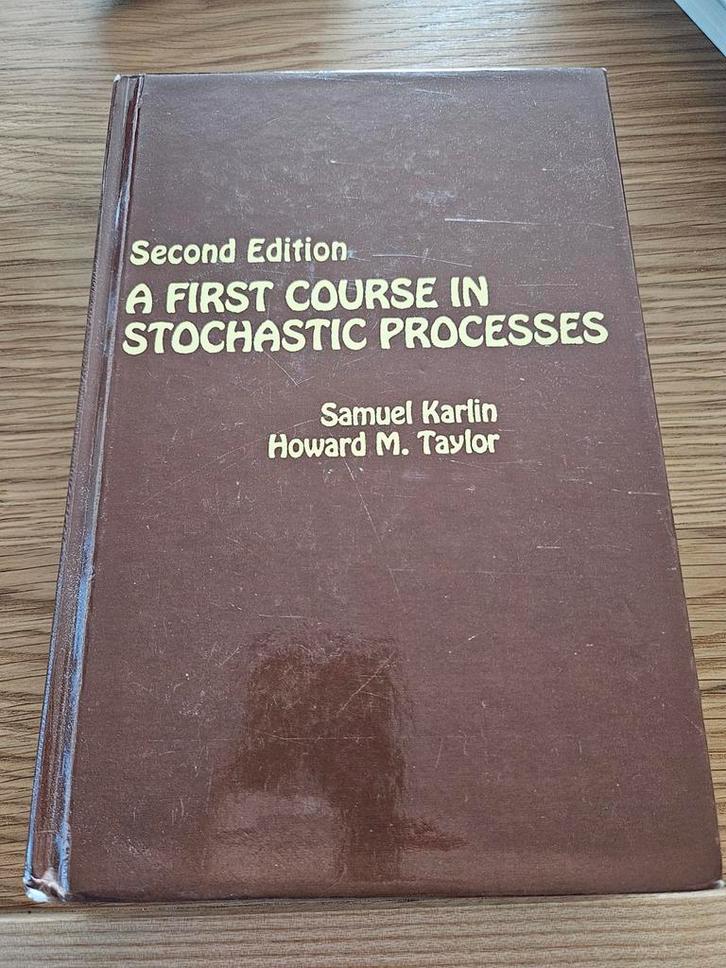 Second Edition
A FIRST COURSE IN
STOCHASTIC PROCESSES
Samuel Karlin
Howard M. Taylor